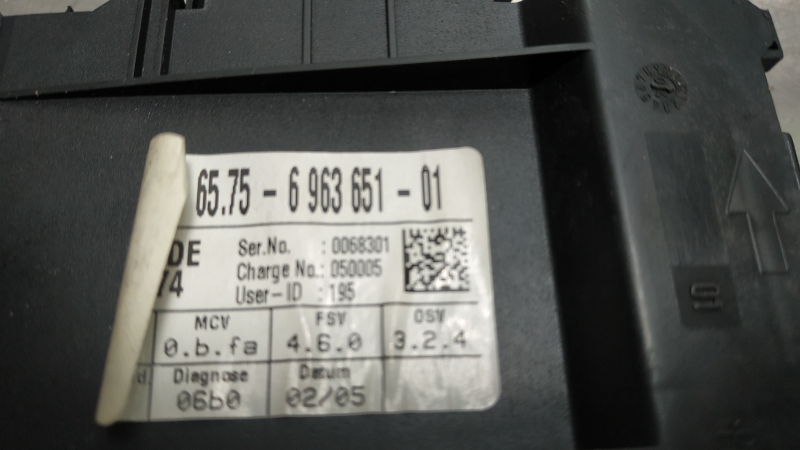 65.75 - 6 963 651 - 01
DE
74
Ser.No. : 0068301
Charge No.: 050005
User-ID : 195
MCV FSV OSV
0.b.fa 4.6.0 3.2.4
d. Diagnose Datum
06b0 02/05